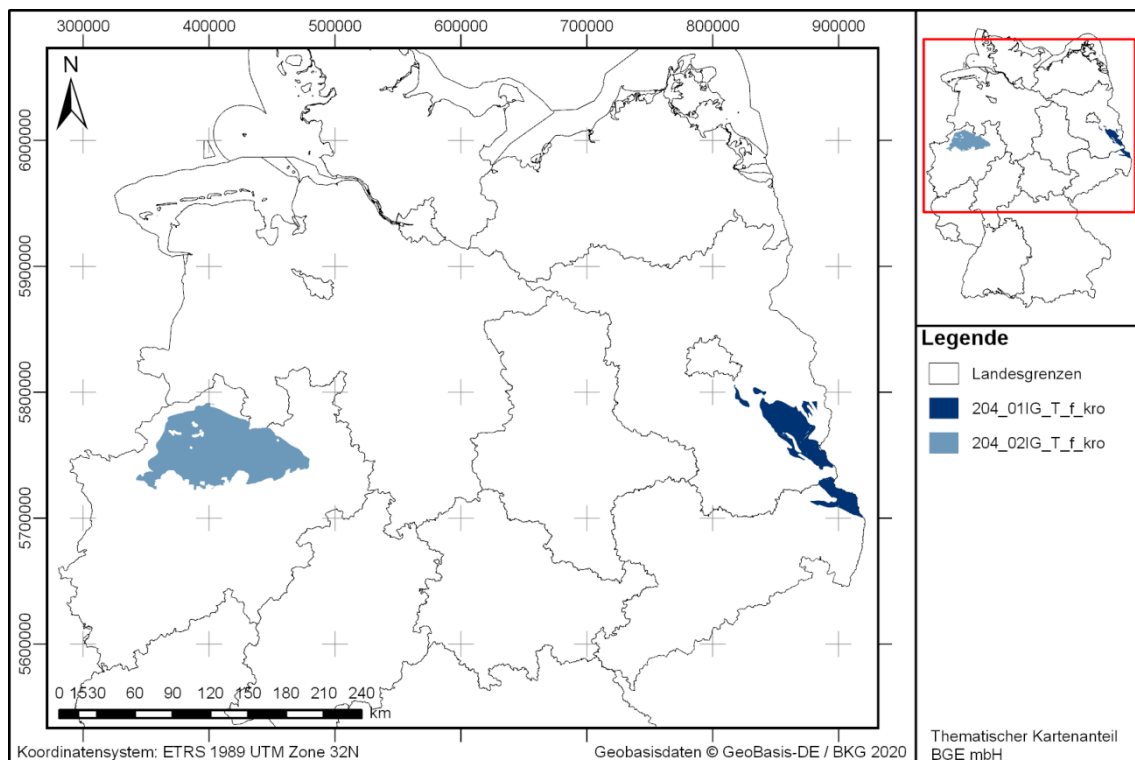 300000 400000 500000 600000 700000 800000 900000
N
6000000
5900000
5800000
5700000
5600000
0 1530 60 90 120 150 180 210 240
km
Koordinatensystem: ETRS 1989 UTM Zone 32N
Geobasisdaten © GeoBasis-DE / BKG 2020
Legende
Landesgrenzen
204_01IG_T_f_kro
204_02IG_T_f_kro
Thematischer Kartenanteil
BGE mbH